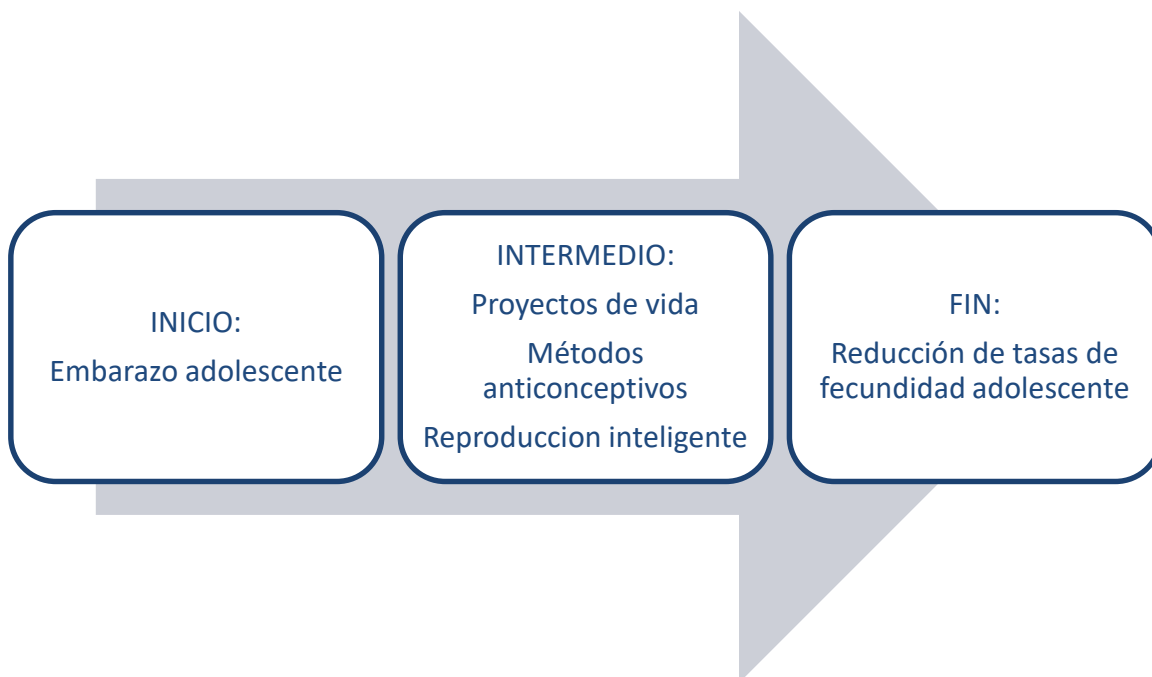 INICIO:
Embarazo adolescente
INTERMEDIO:
Proyectos de vida
Métodos
anticonceptivos
Reproduccion inteligente
FIN:
Reducción de tasas de
fecundidad adolescente